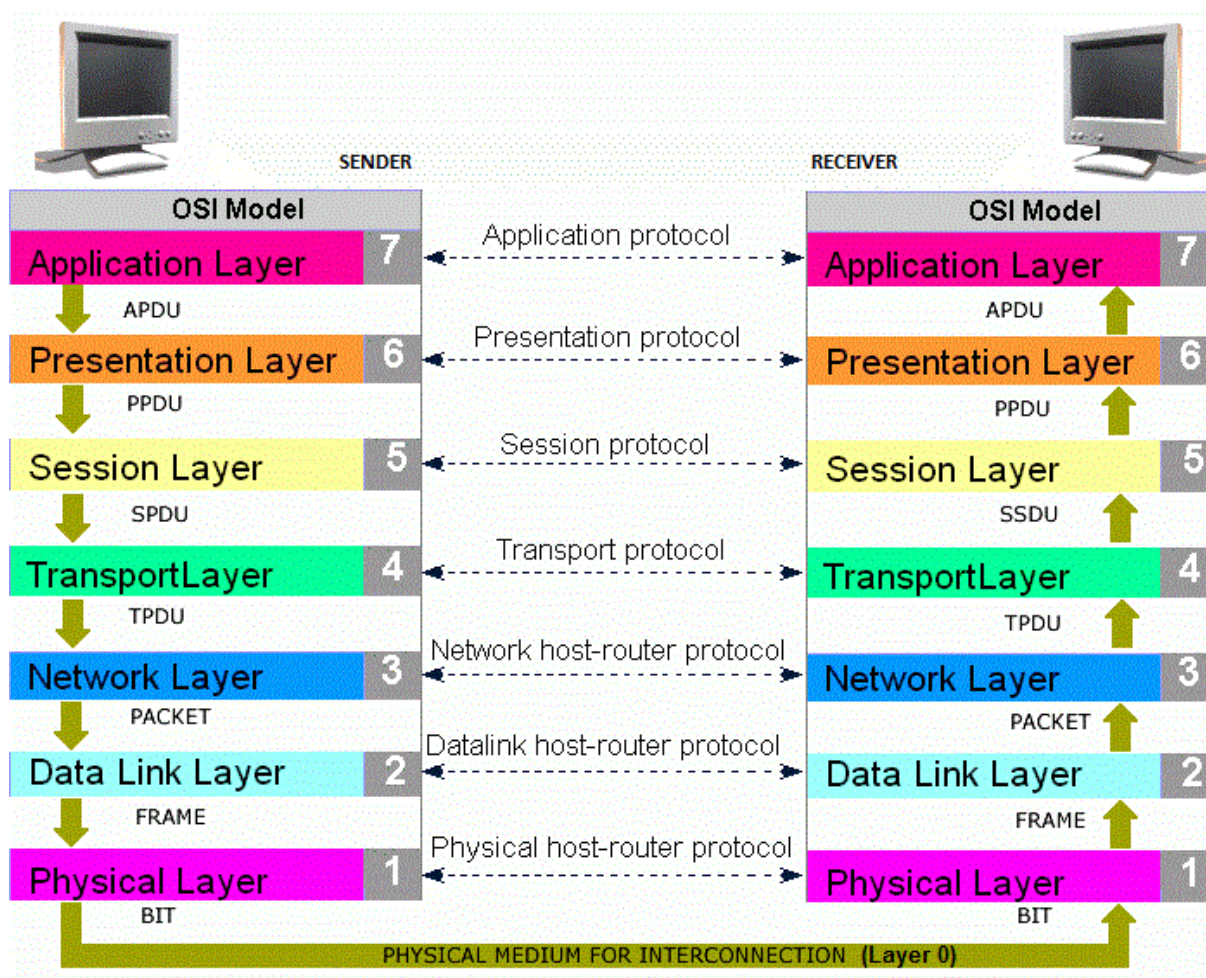 SENDER
RECEIVER
OSI Model
OSI Model
Application Layer 7
Application protocol
Application Layer 7
APDU
APDU
Presentation Layer 6
Presentation protocol
Presentation Layer 6
PPDU
PPDU
Session Layer 5
Session protocol
Session Layer 5
SPDU
SSDU
TransportLayer 4
Transport protocol
TransportLayer 4
TPDU
TPDU
Network Layer 3
Network host-router protocol
Network Layer 3
PACKET
PACKET
Data Link Layer 2
Datalink host-router protocol
Data Link Layer 2
FRAME
FRAME
Physical Layer 1
Physical host-router protocol
Physical Layer 1
BIT
BIT
PHYSICAL MEDIUM FOR INTERCONNECTION (Layer 0)